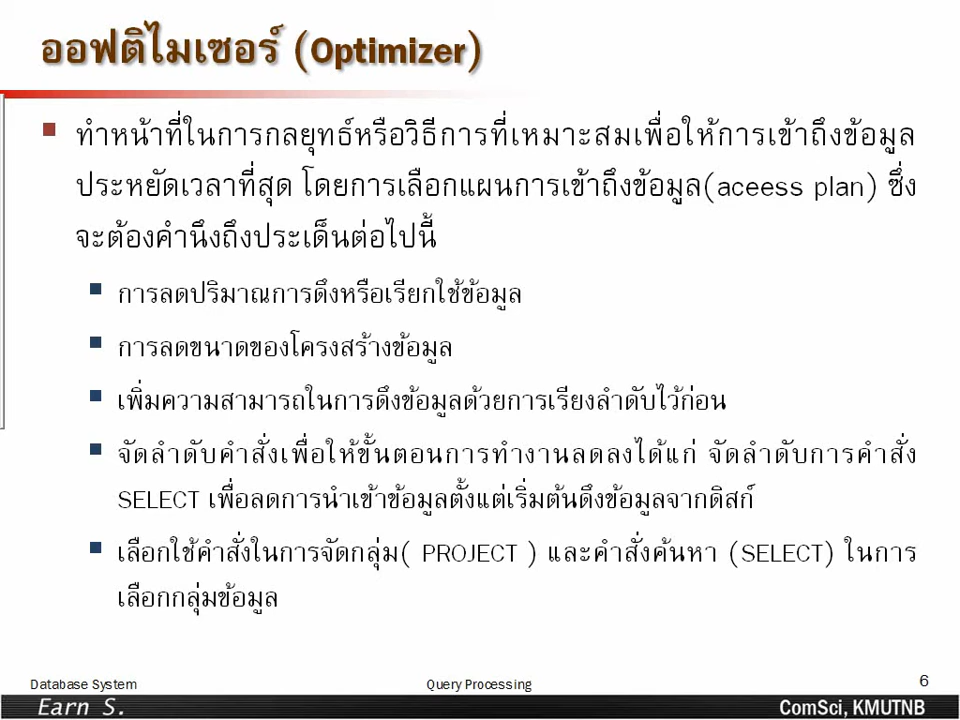 ออฟติไมเซอร์ (Optimizer)
ทำหน้าที่ในการกลยุทธ์หรือวิธีการที่เหมาะสมเพื่อให้การเข้าถึงข้อมูล
ประหยัดเวลาที่สุด โดยการเลือกแผนการเข้าถึงข้อมูล(aceess plan) ซึ่ง
จะต้องคำนึงถึงประเด็นต่อไปนี้
การลดปริมาณการดึงหรือเรียกใช้ข้อมูล
การลดขนาดของโครงสร้างข้อมูล
เพิ่มความสามารถในการดึงข้อมูลด้วยการเรียงลำดับไว้ก่อน
จัดลำดับคำสั่งเพื่อให้ขั้นตอนการทำงานลดลงได้แก่ จัดลำดับการคำสั่ง
SELECT เพื่อลดการนำเข้าข้อมูลตั้งแต่เริ่มต้นดึงข้อมูลจากดิสก์
เลือกใช้คำสั่งในการจัดกลุ่ม( PROJECT ) และคำสั่งค้นหา (SELECT) ในการ
เลือกกลุ่มข้อมูล
Database System Query Processing 6
Earn S. ComSci, KMUTNB